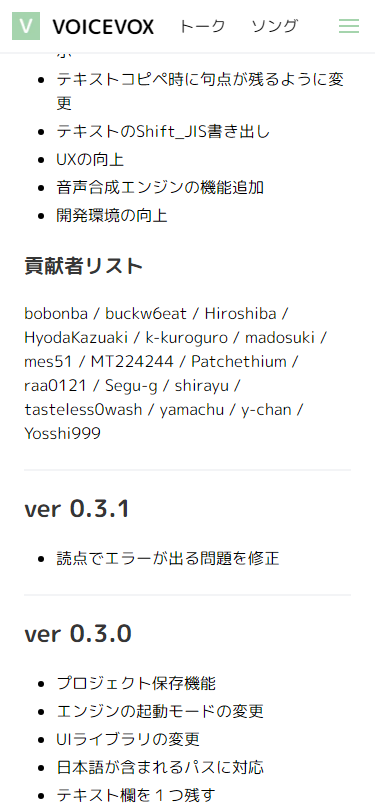 V VOICEVOX トーク ソング
テキストコピペ時に句点が残るように変
更
テキストのShift_JIS書き出し
UXの向上
音声合成エンジンの機能追加
開発環境の向上
貢献者リスト
bobonba / buckw6eat / Hiroshiba /
HyodaKazuaki / k-kuroguro / madosuki /
mes51 / MT224244 / Patchethium /
raa0121 / Segu-g / shirayu /
tasteless0wash / yamachu / y-chan /
Yosshi999
ver 0.3.1
読点でエラーが出る問題を修正
ver 0.3.0
プロジェクト保存機能
エンジンの起動モードの変更
UIライブラリの変更
日本語が含まれるパスに対応
テキスト欄を１つ残す